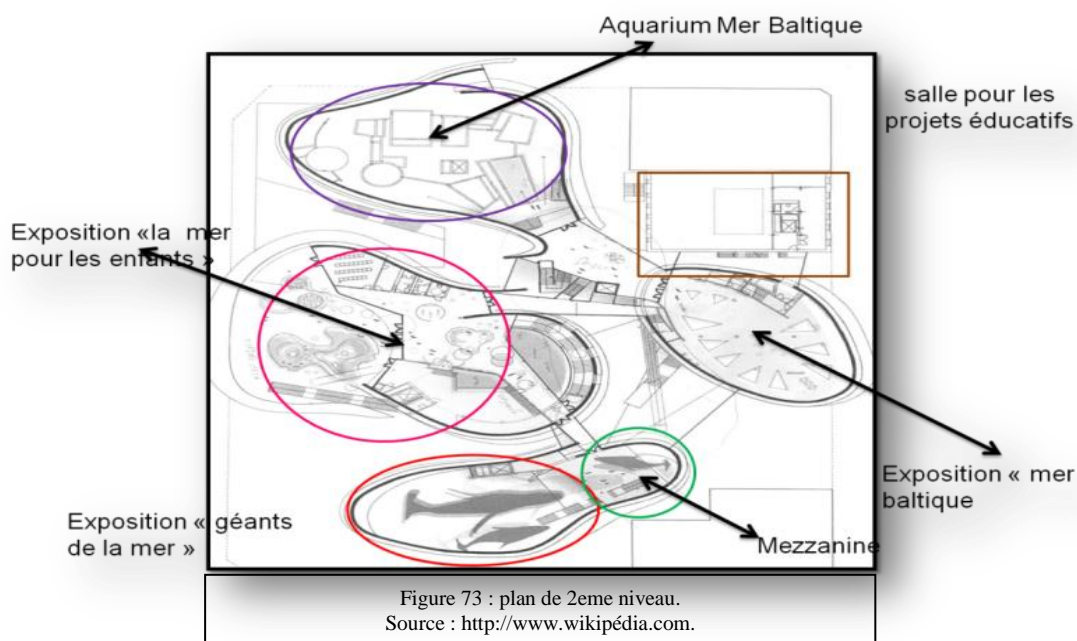 Aquarium Mer Baltique
salle pour les
projets éducatifs
Exposition «la mer
pour les enfants »
Exposition « mer
baltique
Exposition « géants
de la mer »
Mezzanine
Figure 73 : plan de 2eme niveau.
Source : http://www.wikipédia.com.